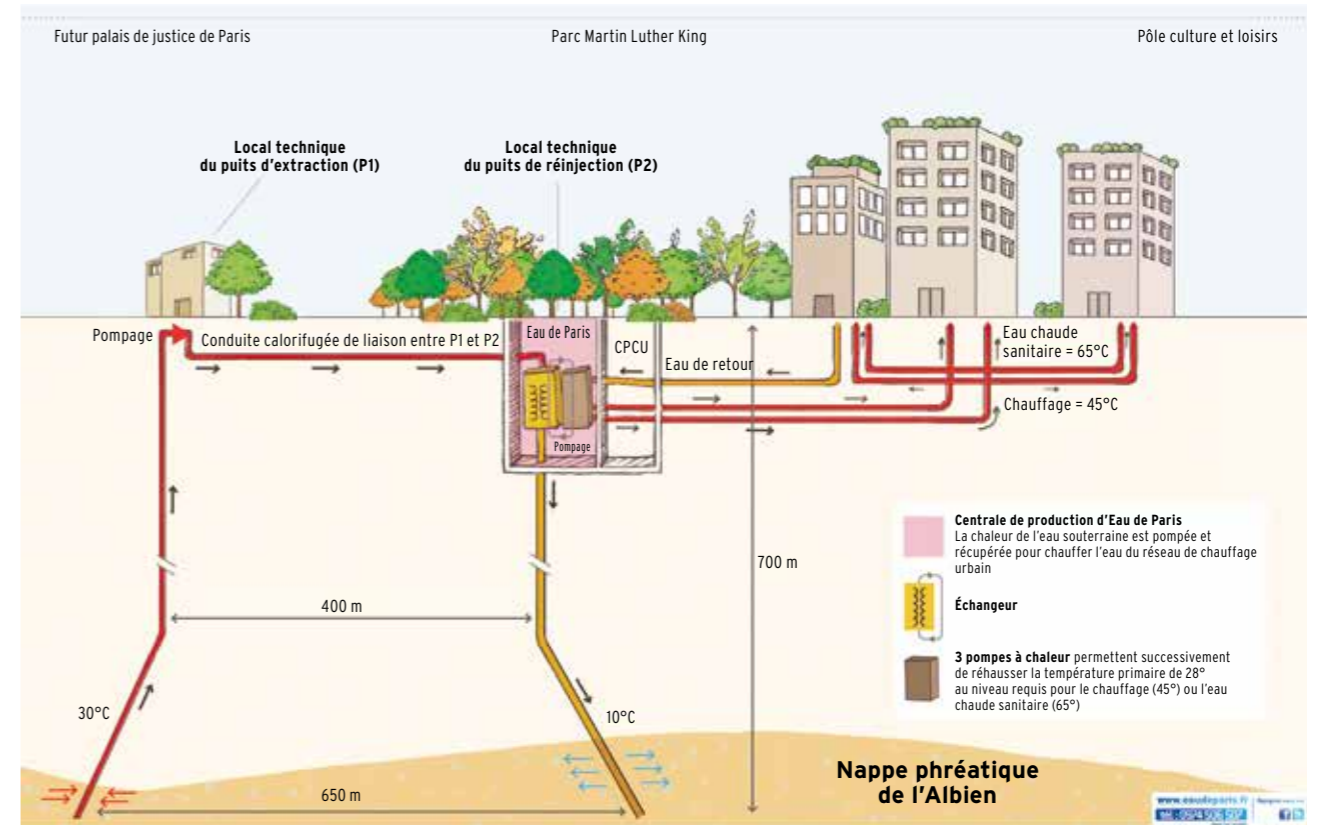 Futur palais de justice de Paris
Parc Martin Luther King
Pôle culture et loisirs
Local technique
du puits d'extraction (P1)
Local technique
du puits de réinjection (P2)
Pompage
Conduite calorifugée de liaison entre P1 et P2
Eau de Paris
CPCU
Eau de retour
Eau chaude
sanitaire = 65°C
Chauffage = 45°C
Pompage
700 m
400 m
30°C
10°C
650 m
Centrale de production d'Eau de Paris
La chaleur de l'eau souterraine est pompée et
récupérée pour chauffer l'eau du réseau de chauffage
urbain
Échangeur
3 pompes à chaleur permettent successivement
de réhausser la température primaire de 28°
au niveau requis pour le chauffage (45°) ou l'eau
chaude sanitaire (65°)
Nappe phréatique
de l'Albien
www.eaudeparis.fr
tél : 0974 506 507